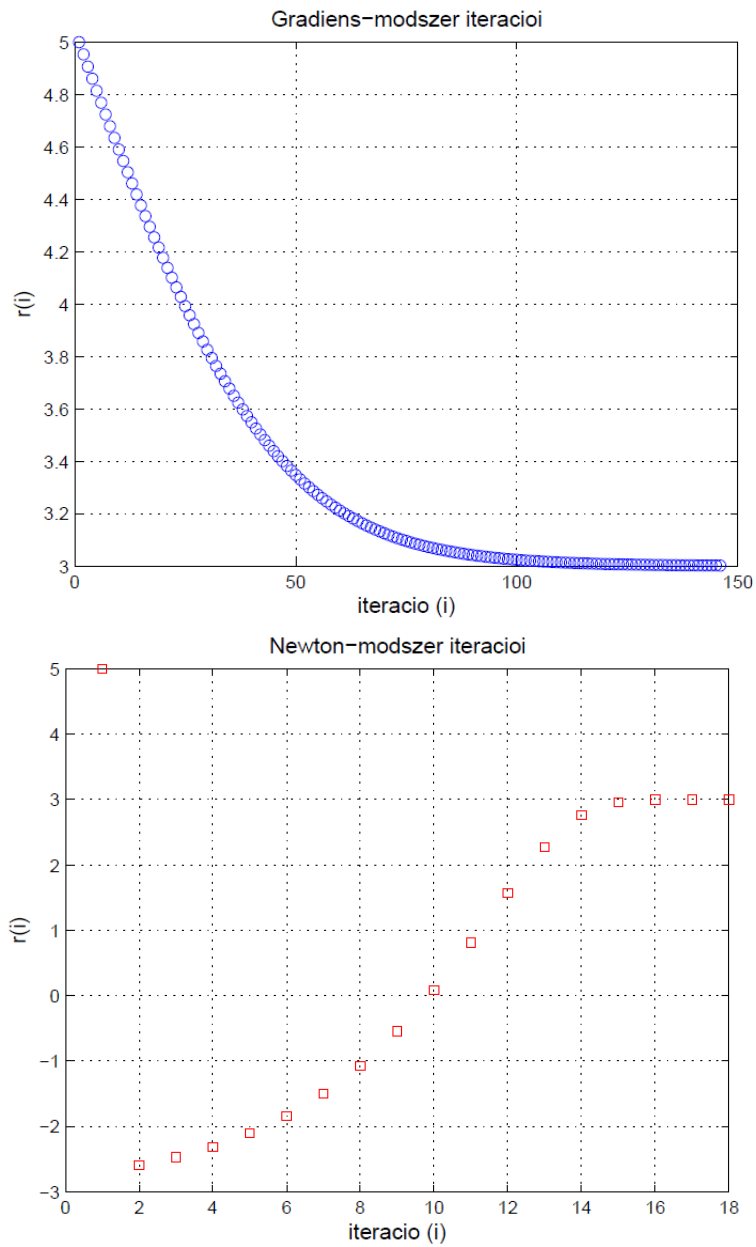 Gradiens−modszer iteracioi
5
4.8
4.6
4.4
4.2
4
3.8
3.6
3.4
3.2
3
r(i)
0 50 100 150
iteracio (i)
Newton−modszer iteracioi
5
4
3
2
1
0
−1
−2
−3
r(i)
0 2 4 6 8 10 12 14 16 18
iteracio (i)